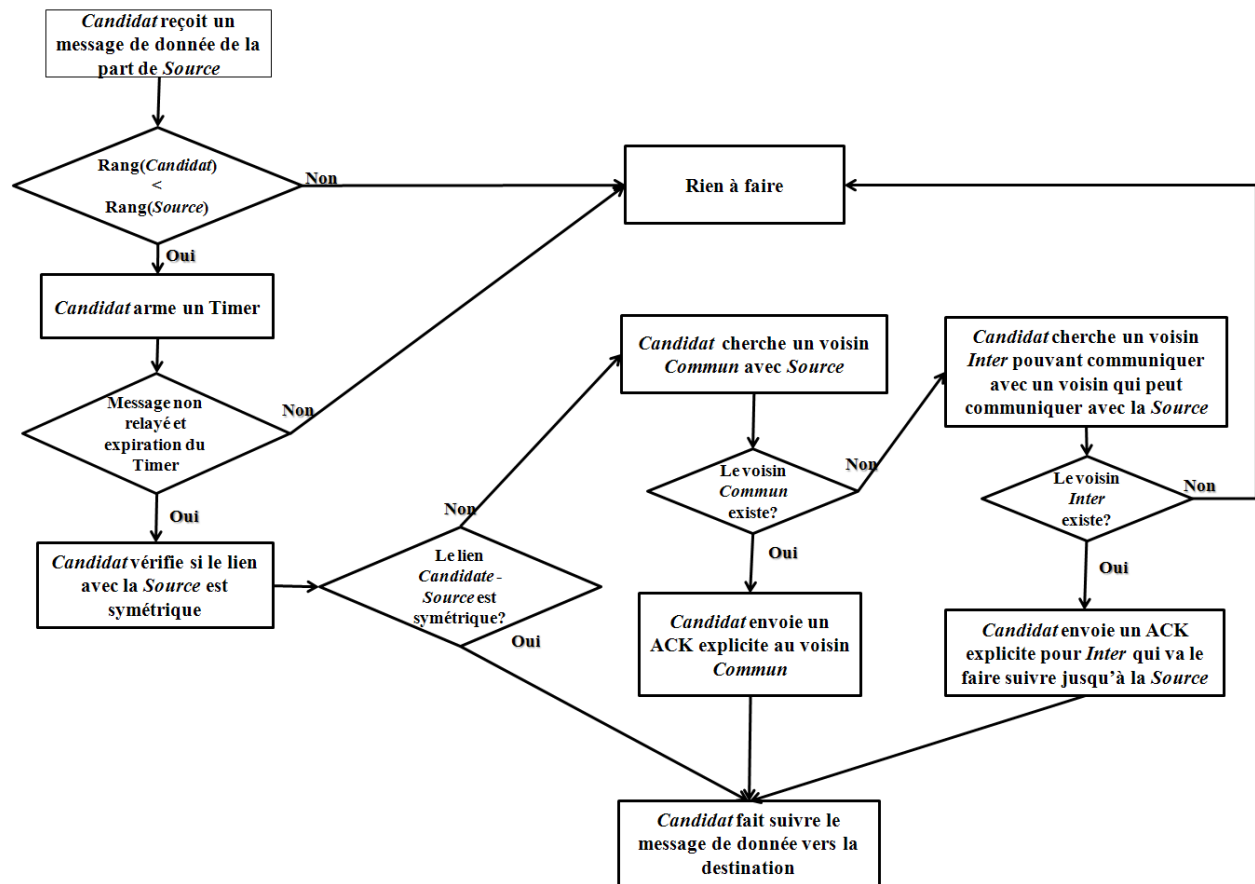 Candidat reçoit un
message de donnée de la
part de Source
Rang(Candidat)
<
Rang(Source)
Non
Rien à faire
Oui
Candidat arme un Timer
Message non
relayé et
expiration du
Timer
Non
Oui
Candidat vérifie si le lien
avec la Source est
symétrique
Le lien
Candidate -
Source est
symétrique?
Non
Oui
Candidat cherche un voisin
Commun avec Source
Le voisin
Commun
existe?
Non
Oui
Candidat envoie un
ACK explicite au voisin
Commun
Candidat cherche un voisin
Inter pouvant communiquer
avec un voisin qui peut
communiquer avec la Source
Le voisin
Inter
existe?
Non
Oui
Candidat envoie un ACK
explicite pour Inter qui va le
faire suivre jusqu'à la Source
Candidat fait suivre le
message de donnée vers la
destination